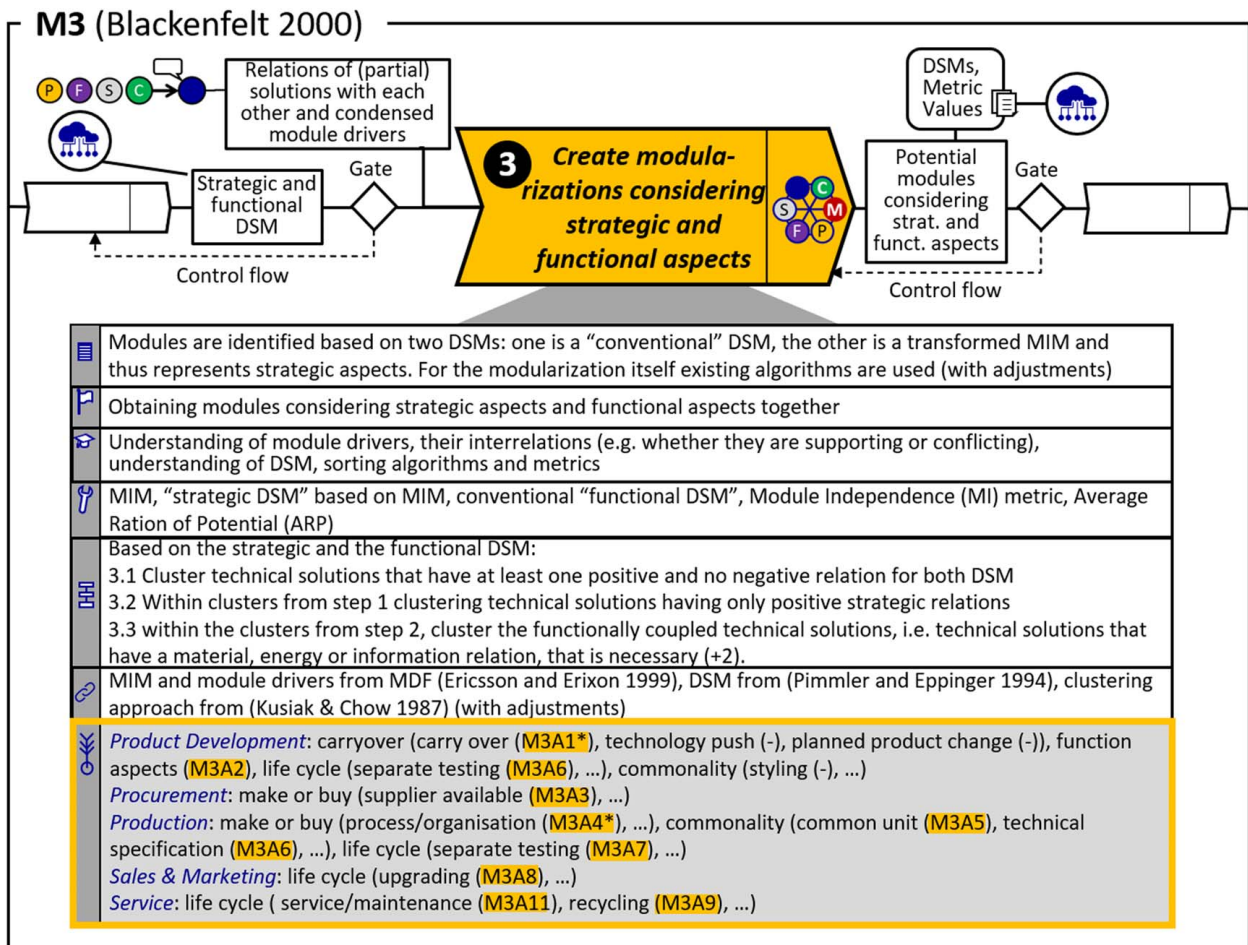 M3 (Blackenfelt 2000)
P F S C
Relations of (partial)
solutions with each
other and condensed
module drivers
Strategic and
functional
DSM
Gate
Control flow
3
Create modula-
rizations considering
strategic and
functional aspects
C
S M
F P
DSMs,
Metric
Values
Potential
modules
considering
strat. and
funct. aspects
Gate
Control flow
Modules are identified based on two DSMs: one is a “conventional” DSM, the other is a transformed MIM and
thus represents strategic aspects. For the modularization itself existing algorithms are used (with adjustments)
Obtaining modules considering strategic aspects and functional aspects together
Understanding of module drivers, their interrelations (e.g. whether they are supporting or conflicting),
understanding of DSM, sorting algorithms and metrics
MIM, “strategic DSM” based on MIM, conventional “functional DSM”, Module Independence (MI) metric, Average
Ration of Potential (ARP)
Based on the strategic and the functional DSM:
3.1 Cluster technical solutions that have at least one positive and no negative relation for both DSM
3.2 Within clusters from step 1 clustering technical solutions having only positive strategic relations
3.3 within the clusters from step 2, cluster the functionally coupled technical solutions, i.e. technical solutions that
have a material, energy or information relation, that is necessary (+2).
MIM and module drivers from MDF (Ericsson and Erixon 1999), DSM from (Pimmler and Eppinger 1994), clustering
approach from (Kusiak & Chow 1987) (with adjustments)
Product Development: carryover (carry over (M3A1*), technology push (-), planned product change (-)), function
aspects (M3A2), life cycle (separate testing (M3A6), ...), commonality (styling (-), ...)
Procurement: make or buy (supplier available (M3A3), ...)
Production: make or buy (process/organisation (M3A4*), ...), commonality (common unit (M3A5), technical
specification (M3A6), ...), life cycle (separate testing (M3A7), ...)
Sales & Marketing: life cycle (upgrading (M3A8), ...)
Service: life cycle ( service/maintenance (M3A11), recycling (M3A9), ...)